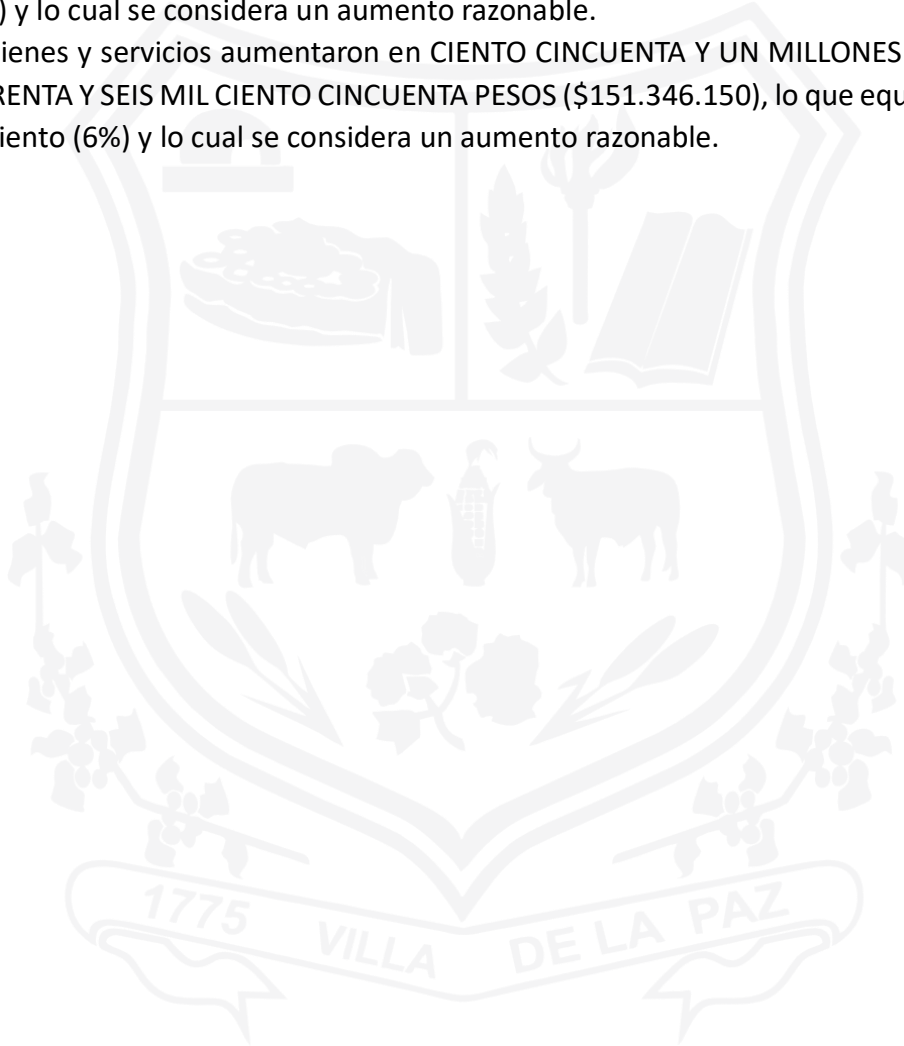 ) y lo cual se considera un aumento razonable.
ienes y servicios aumentaron en CIENTO CINCUENTA Y UN MILLONES
RENTA Y SEIS MIL CIENTO CINCUENTA PESOS ($151.346.150), lo que equ
iento (6%) y lo cual se considera un aumento razonable.
1775 VILLA DE LA PAZ